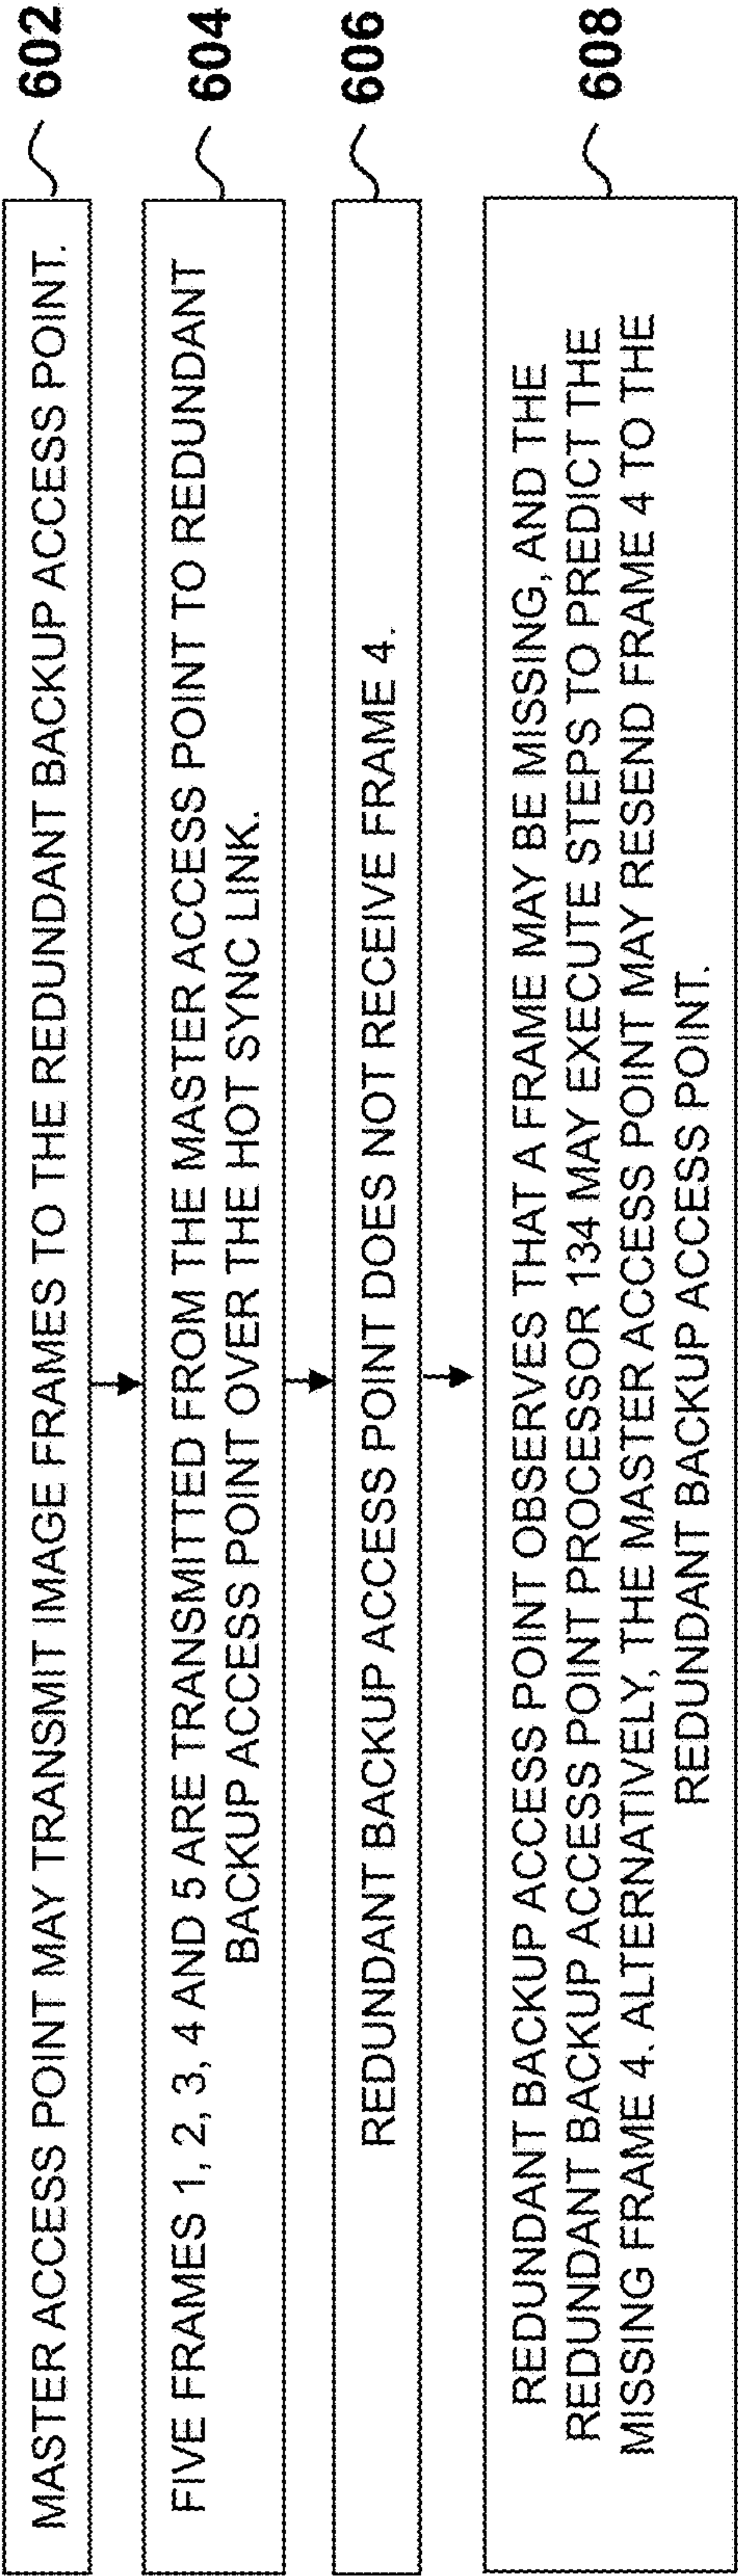 MASTER ACCESS POINT MAY TRANSMIT IMAGE FRAMES TO THE REDUNDANT BACKUP ACCESS POINT.
602
FIVE FRAMES 1, 2, 3, 4 AND 5 ARE TRANSMITTED FROM THE MASTER ACCESS POINT TO REDUNDANT
BACKUP ACCESS POINT OVER THE HOT SYNC LINK.
604
REDUNDANT BACKUP ACCESS POINT DOES NOT RECEIVE FRAME 4.
606
REDUNDANT BACKUP ACCESS POINT OBSERVES THAT A FRAME MAY BE MISSING, AND THE
REDUNDANT BACKUP ACCESS POINT PROCESSOR 134 MAY EXECUTE STEPS TO PREDICT THE
MISSING FRAME 4. ALTERNATIVELY, THE MASTER ACCESS POINT MAY RESEND FRAME 4 TO THE
REDUNDANT BACKUP ACCESS POINT.
608